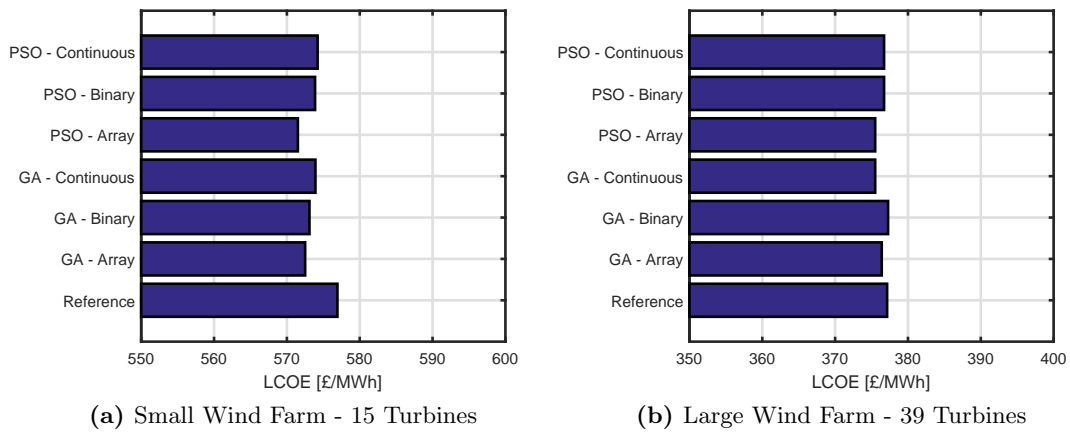 PSO - Continuous
PSO - Binary
PSO - Array
GA - Continuous
GA - Binary
GA - Array
Reference
550 560 570 580 590 600
LCOE [£/MWh]
(a) Small Wind Farm - 15 Turbines
PSO - Continuous
PSO - Binary
PSO - Array
GA - Continuous
GA - Binary
GA - Array
Reference
350 360 370 380 390 400
LCOE [£/MWh]
(b) Large Wind Farm - 39 Turbines